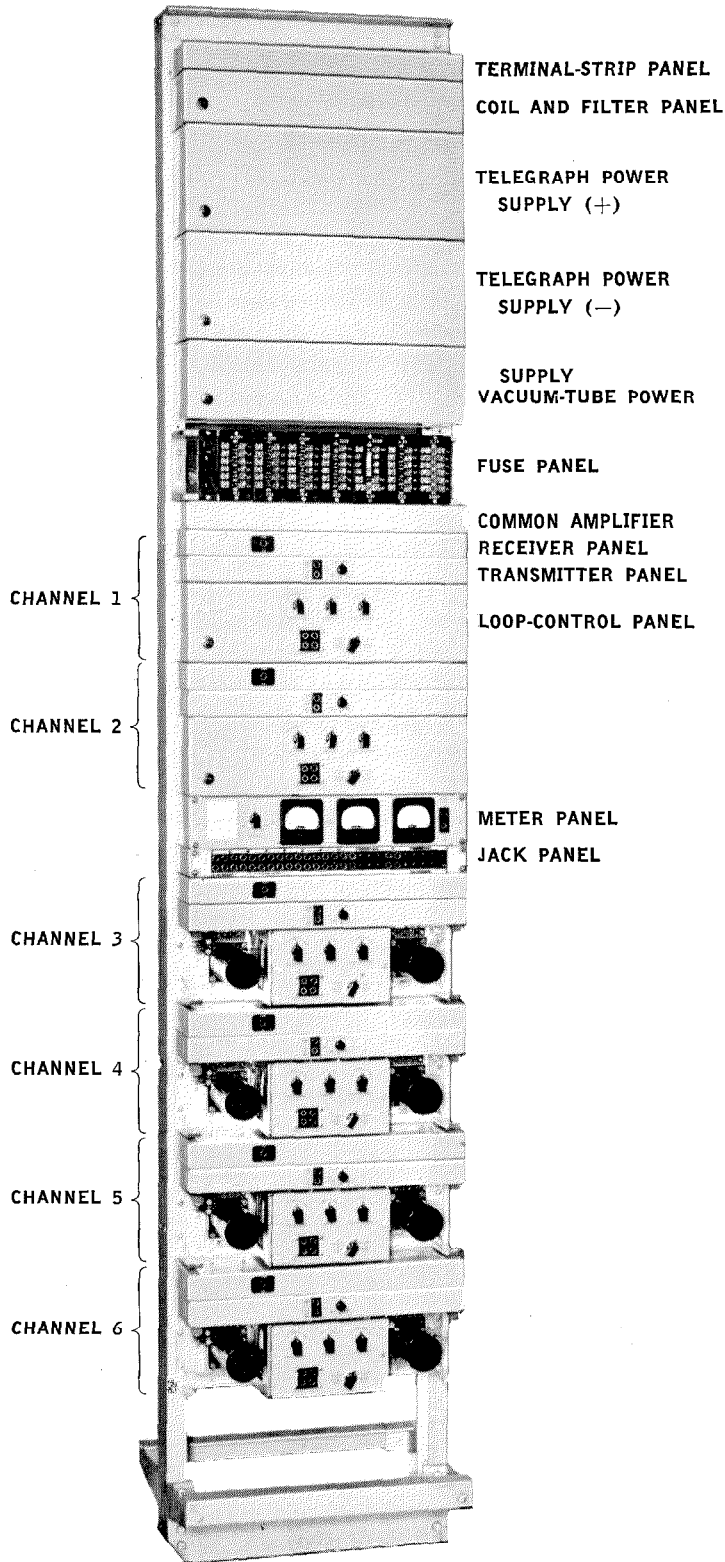 TERMINAL-STRIP PANEL
COIL AND FILTER PANEL
TELEGRAPH POWER
SUPPLY (+)
TELEGRAPH POWER
SUPPLY (—)
SUPPLY
VACUUM-TUBE POWER
FUSE PANEL
COMMON AMPLIFIER
RECEIVER PANEL
TRANSMITTER PANEL
CHANNEL 1
LOOP-CONTROL PANEL
CHANNEL 2
METER PANEL
JACK PANEL
CHANNEL 3
CHANNEL 4
CHANNEL 5
CHANNEL 6